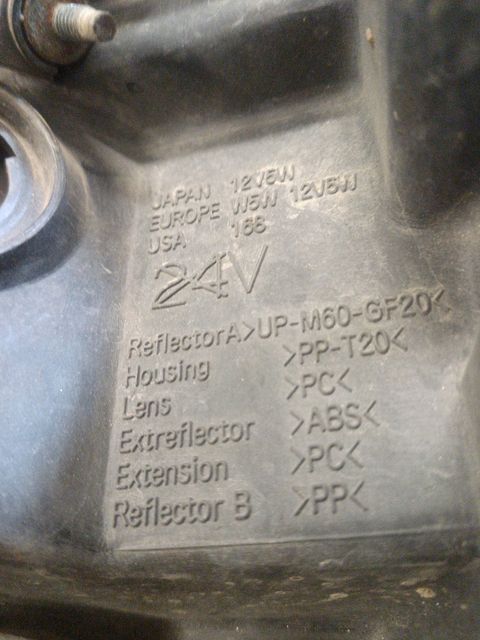 JAPAN 12V5W
EUROPE W5W 12V5W
USA 168
24V
ReflectorA>UP-M60-GF20<
Housing >PP-T20<
Lens >PC<
Extreflector >ABS<
Extension >PC<
Reflector B >PP<